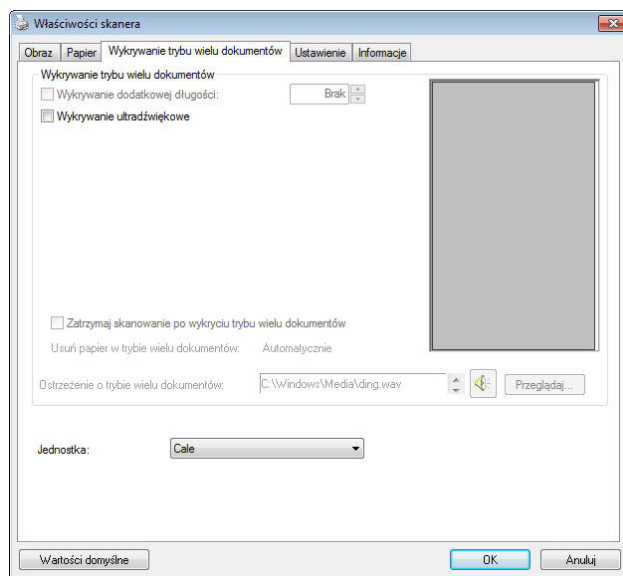 Właściwości skanera
Obraz Papier Wykrywanie trybu wielu dokumentów Ustawienie Informacje
Wykrywanie trybu wielu dokumentów
Wykrywanie dodatkowej długości: Brak
Wykrywanie ultradźwiękowe
Zatrzymaj skanowanie po wykryciu trybu wielu dokumentów
Usuń papier w trybie wielu dokumentów: Automatycznie
Ostrzeżenie o trybie wielu dokumentów: C:\Windows\Media\ding.wav Przeglądaj...
Jednostka: Cale
Wartości domyślne OK Anuluj